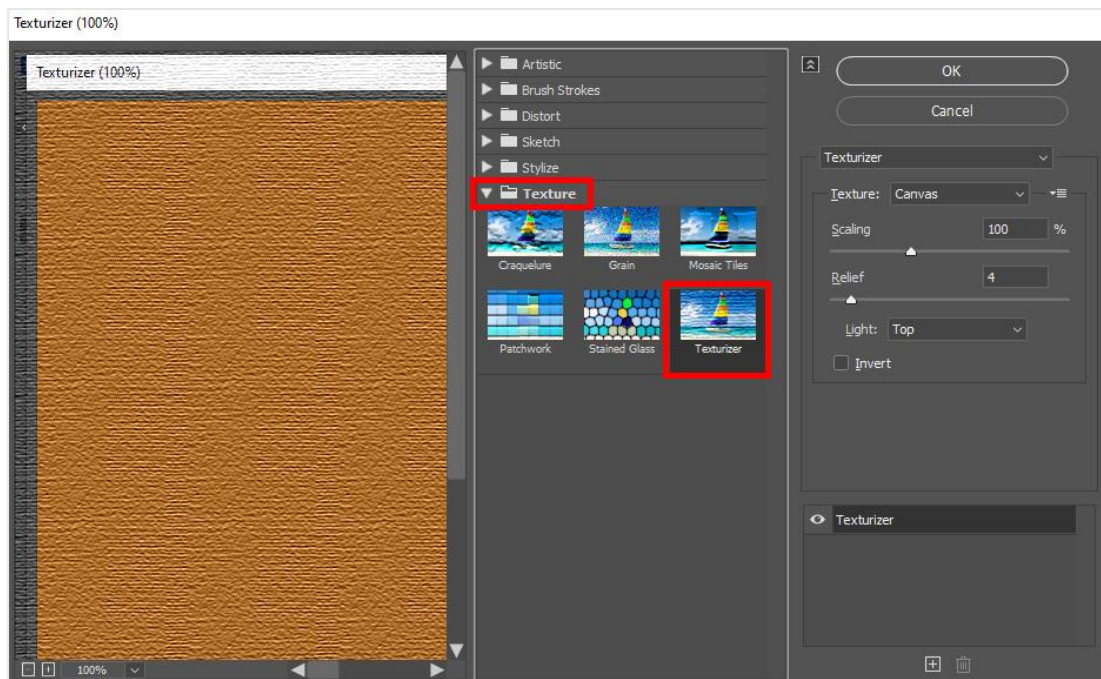 Texturizer (100%)
Texturizer (100%)
100%
Artistic
Brush Strokes
Distort
Sketch
Stylize
Texture
Craquelure
Grain
Mosaic Tiles
Patchwork
Stained Glass
Texturizer
OK
Cancel
Texturizer
Texture: Canvas
Scaling 100 %
Relief 4
Light: Top
Invert
Texturizer